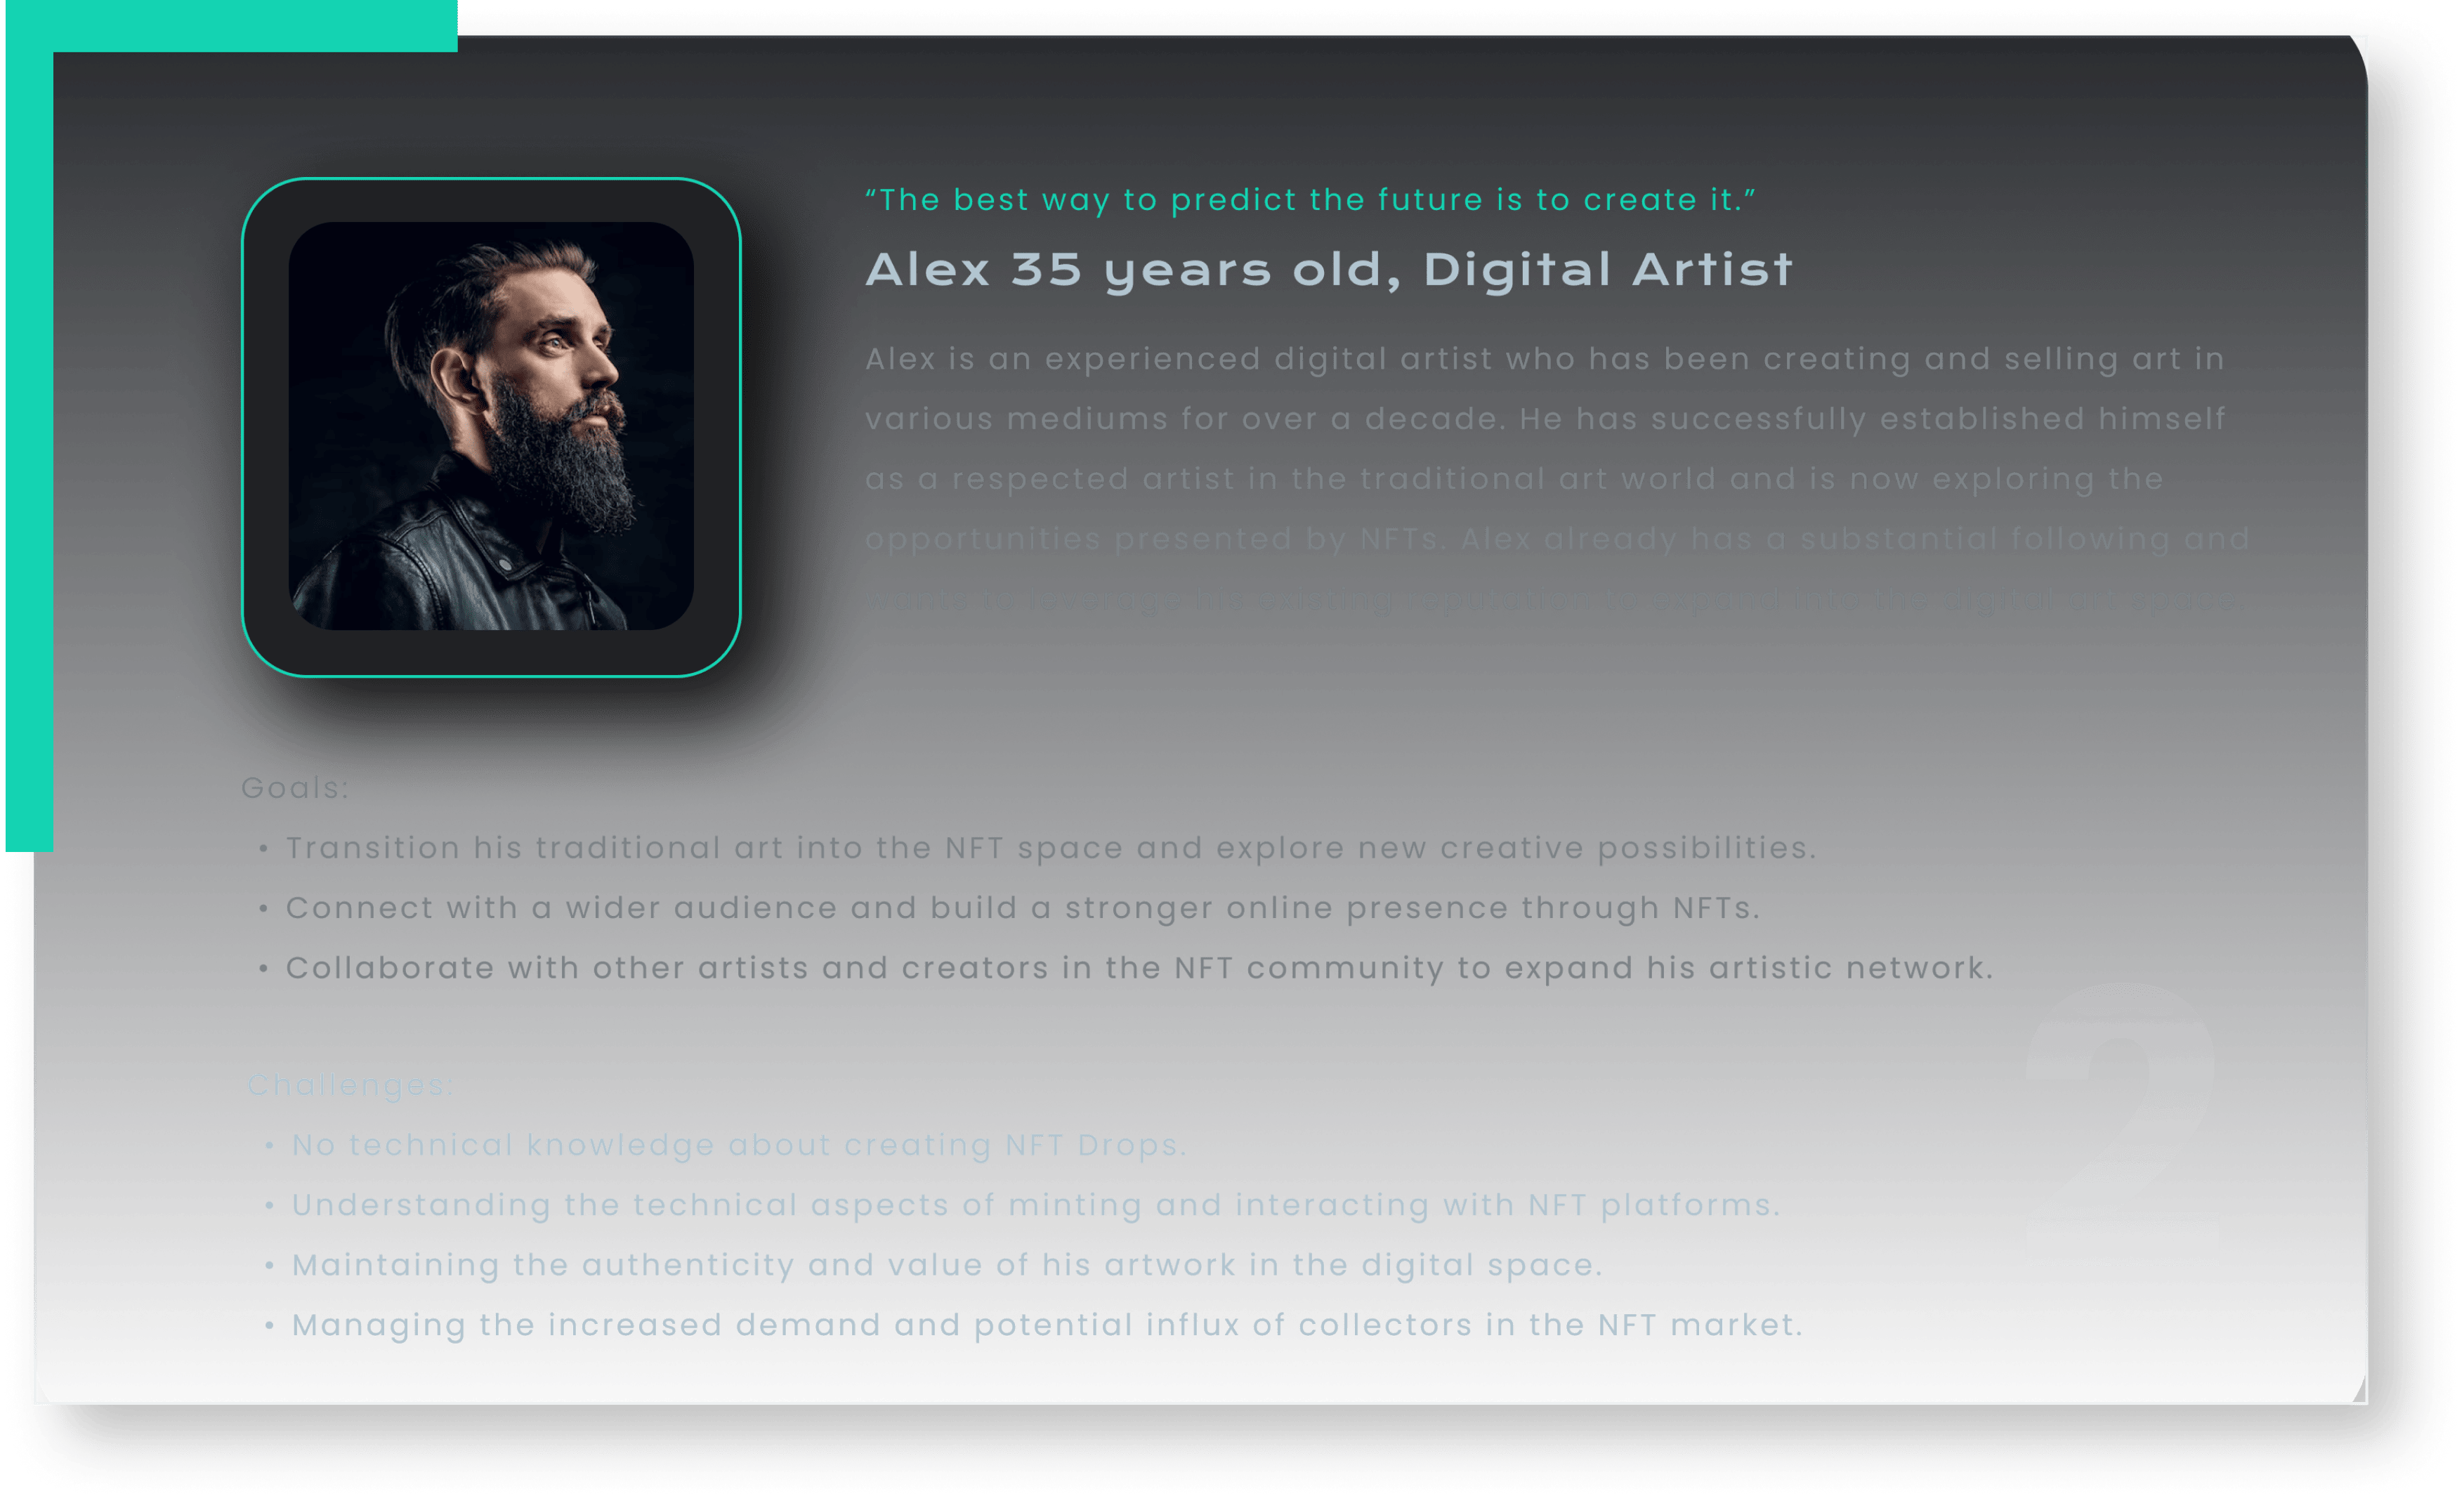 “The best way to predict the future is to create it.”
Alex 35 years old, Digital Artist
Alex is an experienced digital artist who has been creating and selling art in
various mediums for over a decade. He has successfully established himself
as a respected artist in the traditional art world and is now exploring the
opportunities presented by NFTs. Alex already has a substantial following and
wants to leverage his existing reputation to expand into the digital art space.
Goals:
• Transition his traditional art into the NFT space and explore new creative possibilities.
• Connect with a wider audience and build a stronger online presence through NFTs.
• Collaborate with other artists and creators in the NFT community to expand his artistic network.
2
Challenges:
• No technical knowledge about creating NFT Drops.
• Understanding the technical aspects of minting and interacting with NFT platforms.
• Maintaining the authenticity and value of his artwork in the digital space.
• Managing the increased demand and potential influx of collectors in the NFT market.